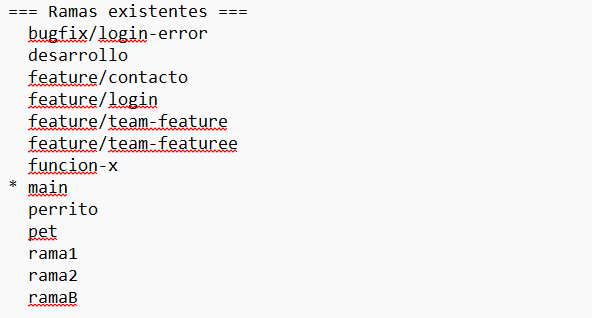 === Ramas existentes ===
bugfix/login-error
desarrollo
feature/contacto
feature/login
feature/team-feature
feature/team-featuree
funcion-x
* main
perrito
pet
rama1
rama2
ramaB